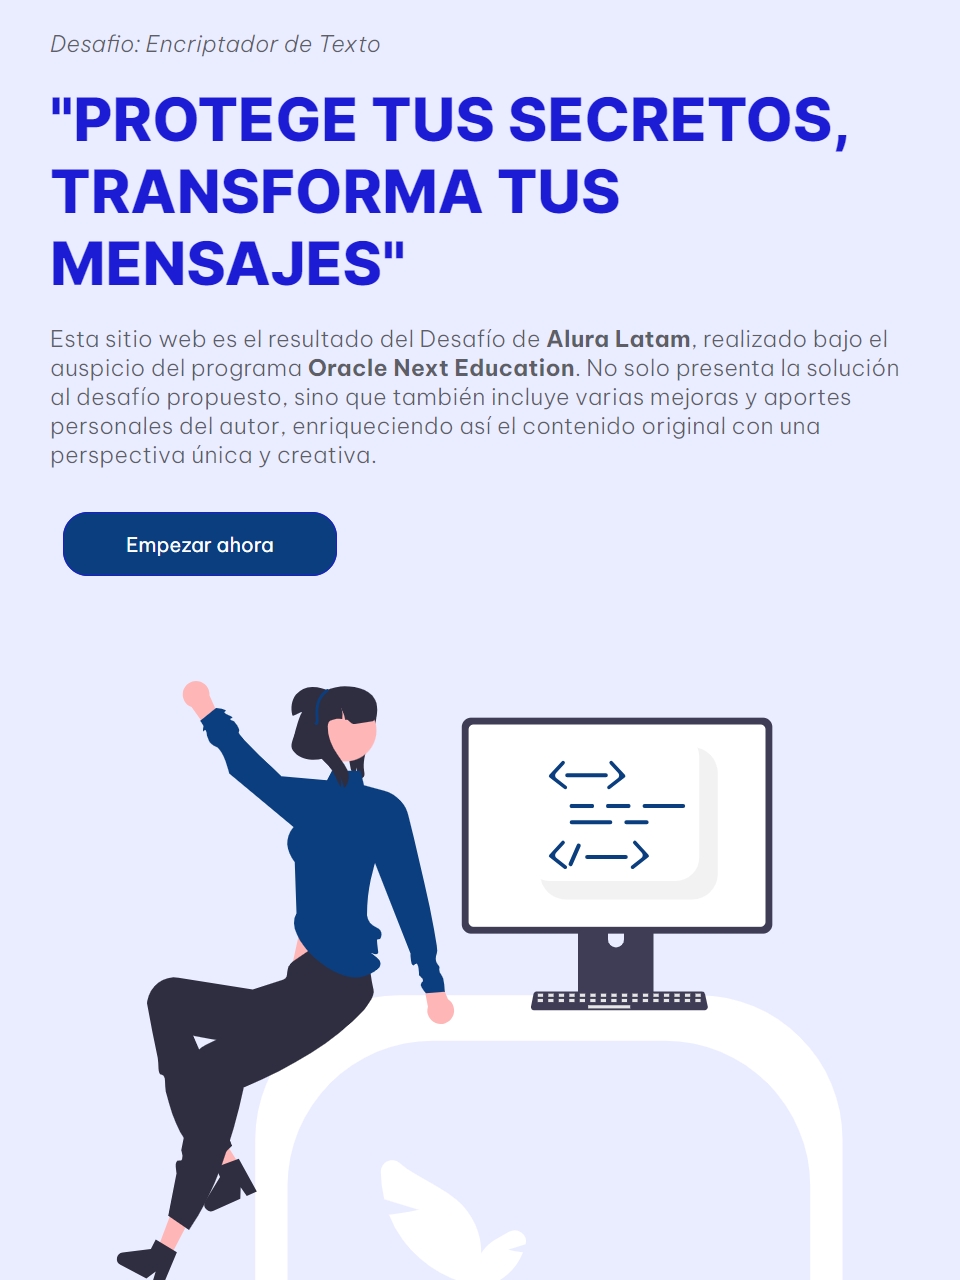 Desafio: Encriptador de Texto
"PROTEGE TUS SECRETOS,
TRANSFORMA TUS
MENSAJES"
Esta sitio web es el resultado del Desafío de Alura Latam, realizado bajo el
auspicio del programa Oracle Next Education. No solo presenta la solución
al desafío propuesto, sino que también incluye varias mejoras y aportes
personales del autor, enriqueciendo así el contenido original con una
perspectiva única y creativa.
Empezar ahora